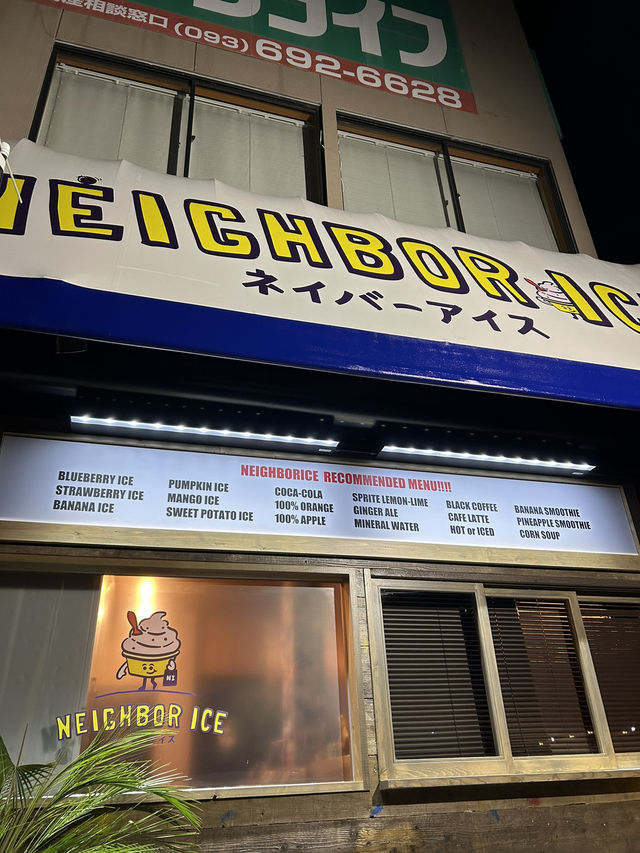 産相談窓口 (093) 692-6628
NEIGHBOR IC
ネイバーアイス
NEIGHBORICE RECOMMENDED MENU!!!!
BLUEBERRY ICE
STRAWBERRY ICE
BANANA ICE
PUMPKIN ICE
MANGO ICE
SWEET POTATO ICE
COCA-COLA
100% ORANGE
100% APPLE
SPRITE LEMON-LIME
GINGER ALE
MINERAL WATER
BLACK COFFEE
CAFE LATTE
HOT or ICED
BANANA SMOOTHIE
PINEAPPLE SMOOTHIE
CORN SOUP
NI
NEIGHBOR ICE